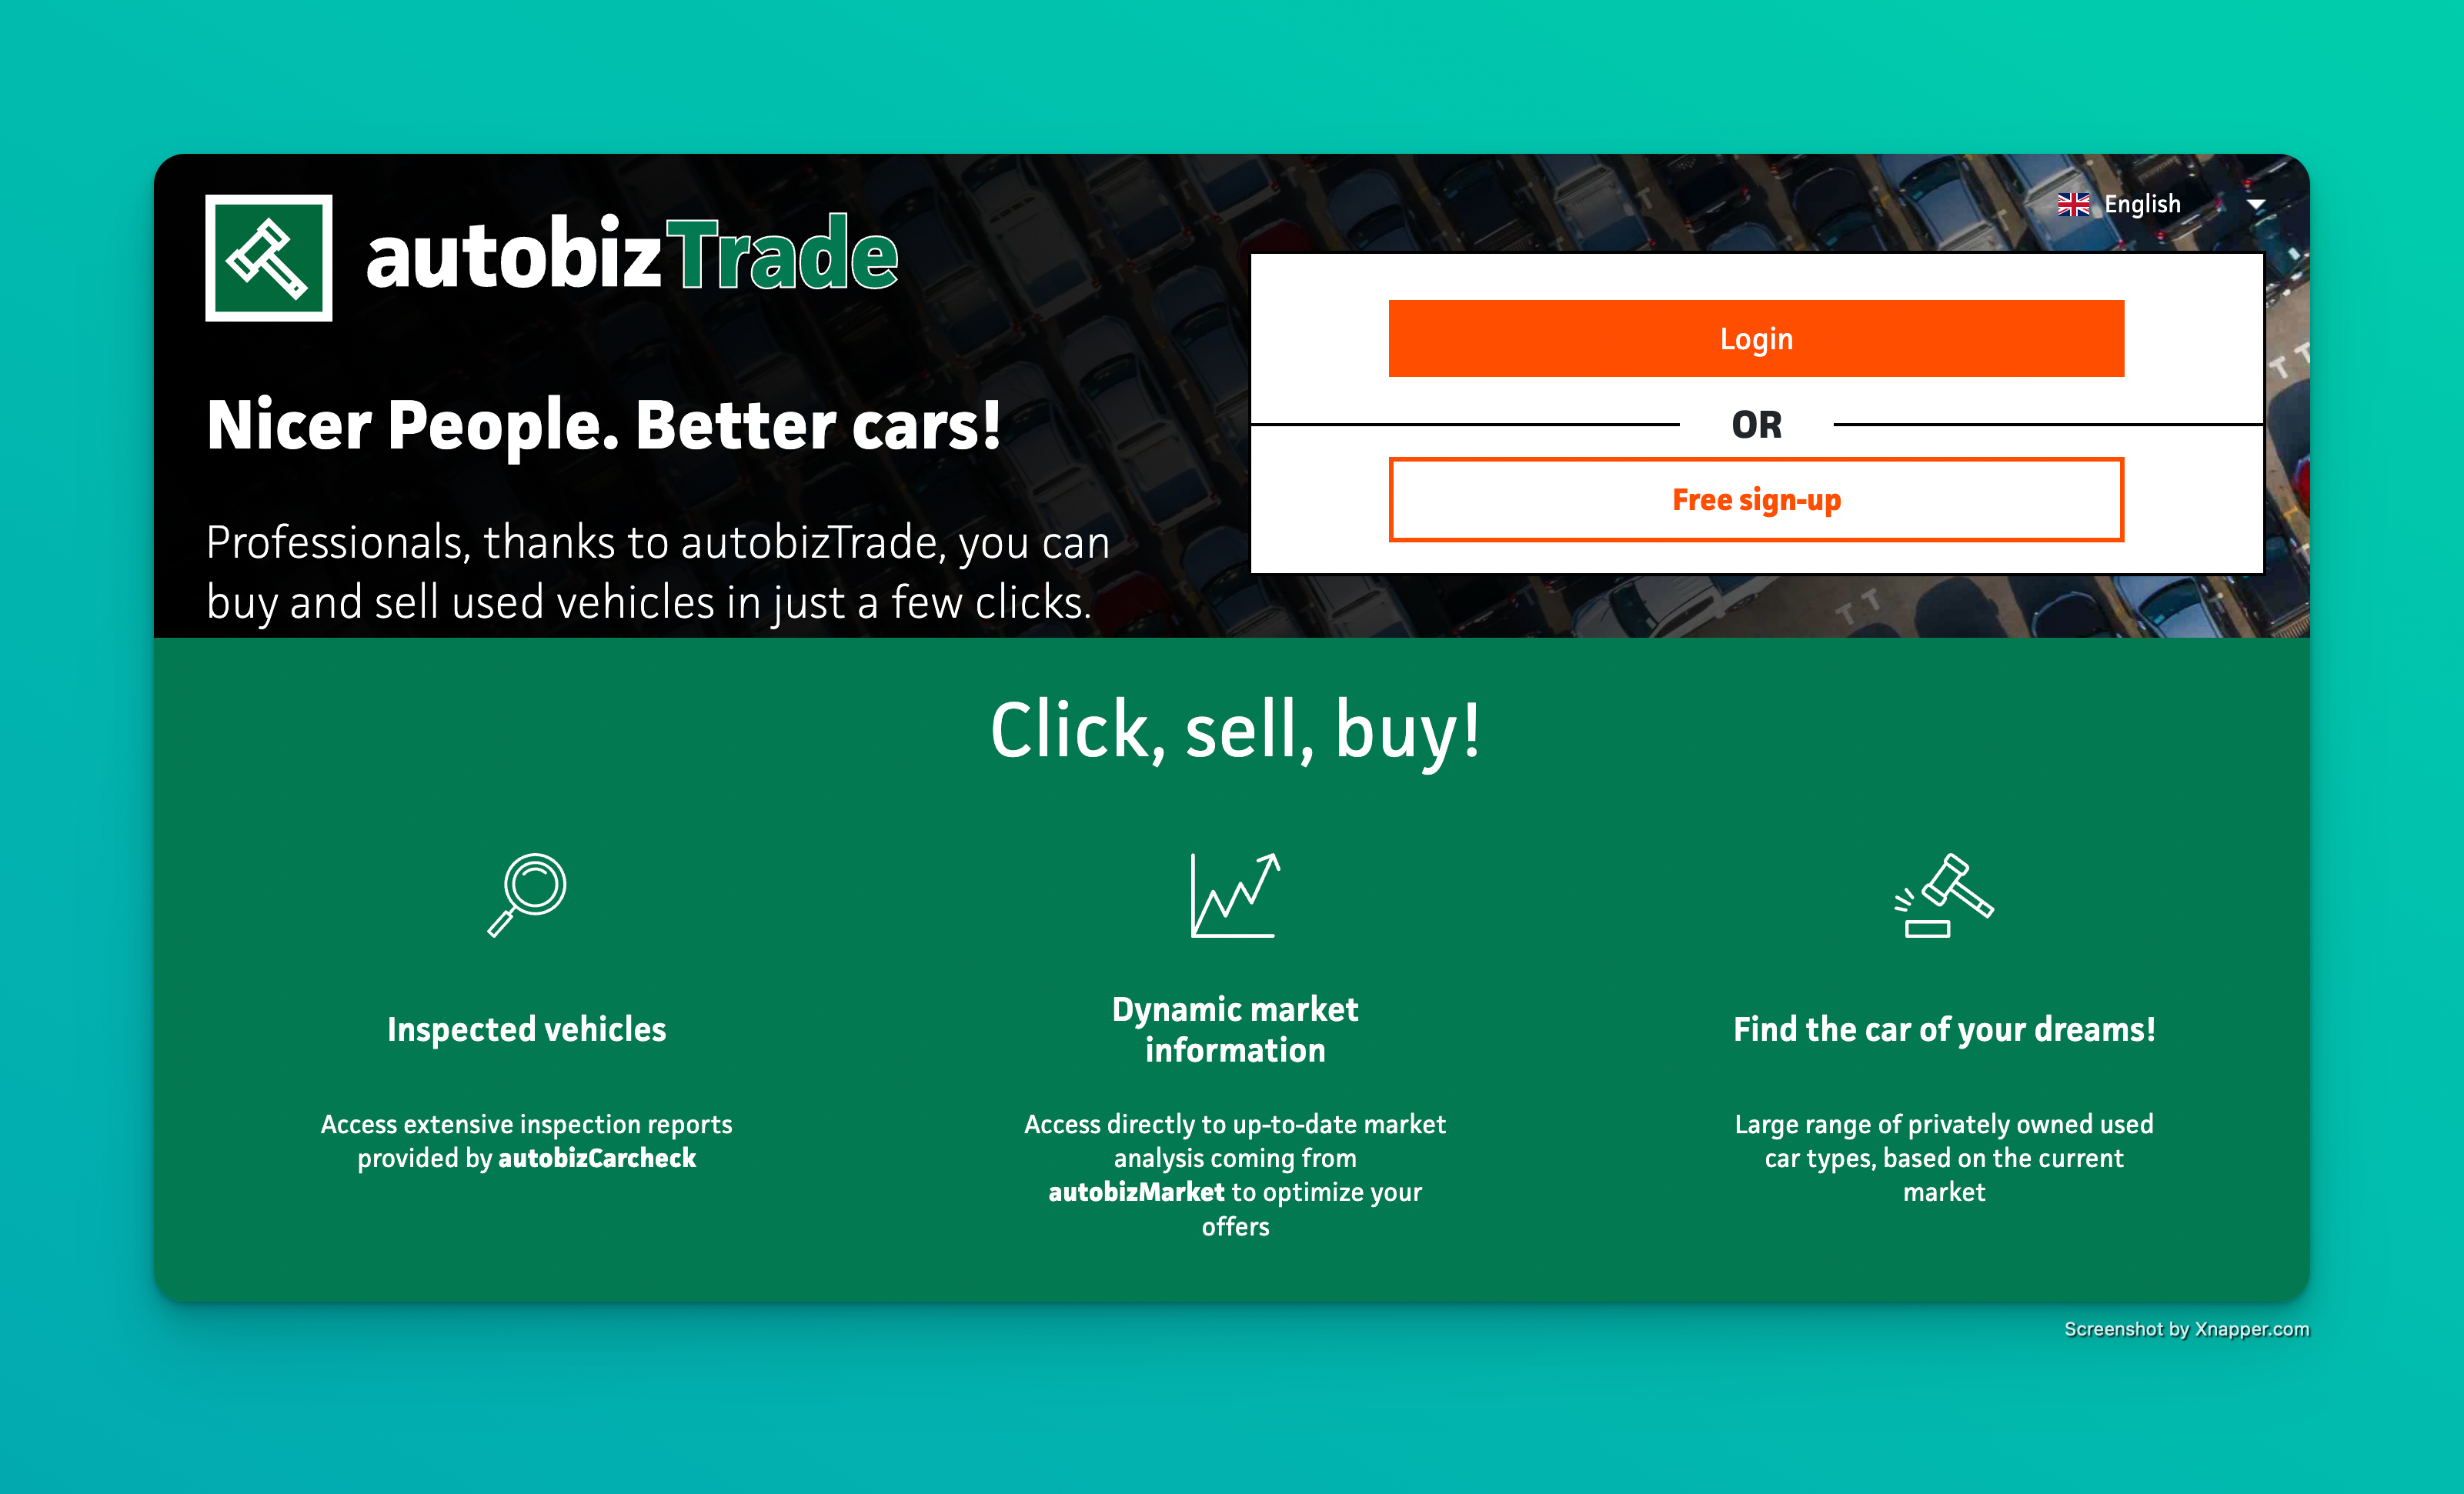 autobizTrade
English
Nicer People. Better cars!
Professionals, thanks to autobizTrade, you can
buy and sell used vehicles in just a few clicks.
Login
OR
Free sign-up
Click, sell, buy!
Inspected vehicles
Access extensive inspection reports
provided by autobizCarcheck
Dynamic market
information
Access directly to up-to-date market
analysis coming from
autobizMarket to optimize your
offers
Find the car of your dreams!
Large range of privately owned used
car types, based on the current
market
Screenshot by Xnapper.com